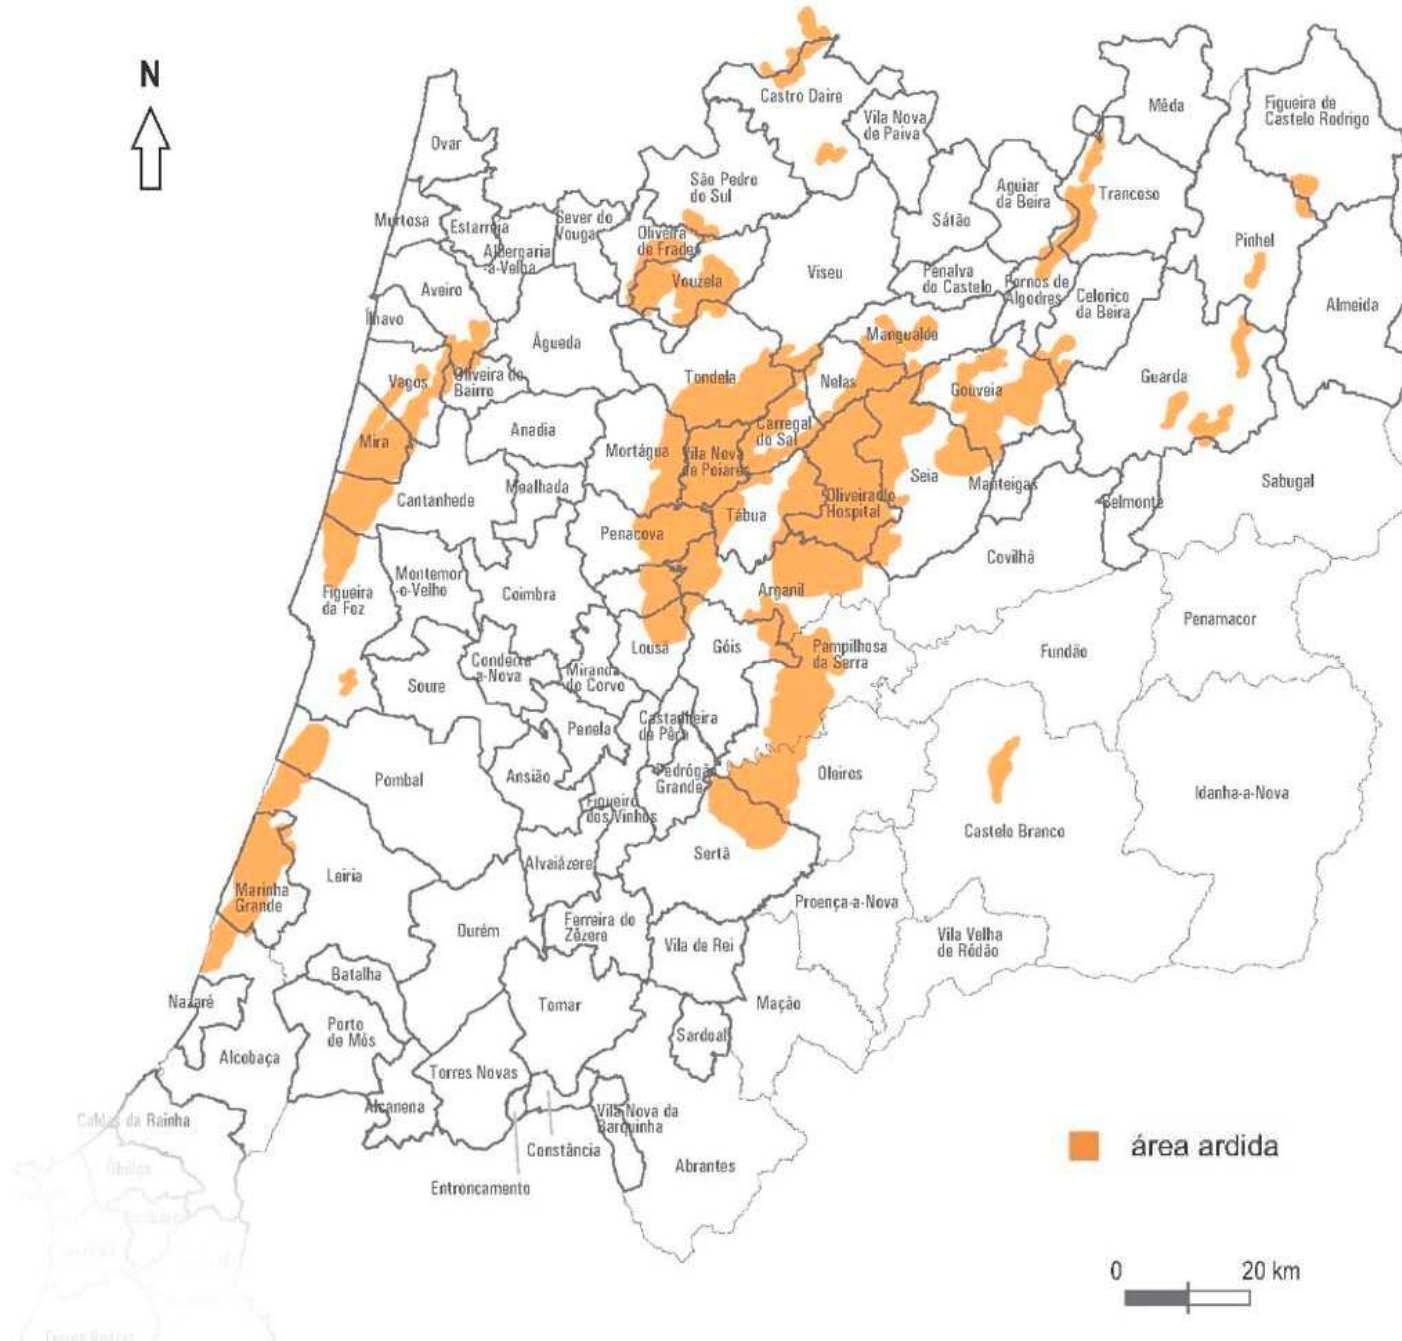 N
Castro Daire
Mêda
Figueira de
Castelo Rodrigo
Vila Nova
de Paiva
Ovar
São Pedro
do Sul
Aguiar
da Beira
Trancoso
Murtosa
Estarreja
Sever do
Vouga
Sátão
Albergaria
-a-Velha
Oliveira
de Frades
Pinhel
Viseu
Penalva
do Castelo
Vouzela
Fornos de
Algodres
Celorico
da Beira
Aveiro
Almeida
Ílhavo
Águeda
Mangualde
Vagos
Oliveira do
Bairro
Tondela
Nelas
Gouveia
Guarda
Mira
Anadia
Mortágua
Carregal
do Sal
Vila Nova
de Poiares
Seia
Manteigas
Sabugal
Cantanhede
Mealhada
Oliveira do
Hospital
Tábua
Belmonte
Penacova
Covilhã
Montemor
-o-Velho
Figueira
da Foz
Coimbra
Arganil
Penamacor
Lousã
Góis
Pampilhosa
da Serra
Fundão
Soure
Condeixa
-a-Nova
Miranda
do Corvo
Castanheira
de Pêra
Penela
Pombal
Ansião
Pedrógão
Grande
Oleiros
Idanha-a-Nova
Figueiró
dos Vinhos
Castelo Branco
Sertã
Alvaiázere
Leiria
Marinha
Grande
Proença-a-Nova
Ourém
Ferreira do
Zêzere
Vila de Rei
Vila Velha
de Ródão
Batalha
Nazaré
Tomar
Mação
Porto
de Mós
Sardoal
Alcobaça
Torres Novas
Alcanena
Caldas da Rainha
Vila Nova da
Barquinha
Constância
Abrantes
Entroncamento
Óbidos
área ardida
0 20 km